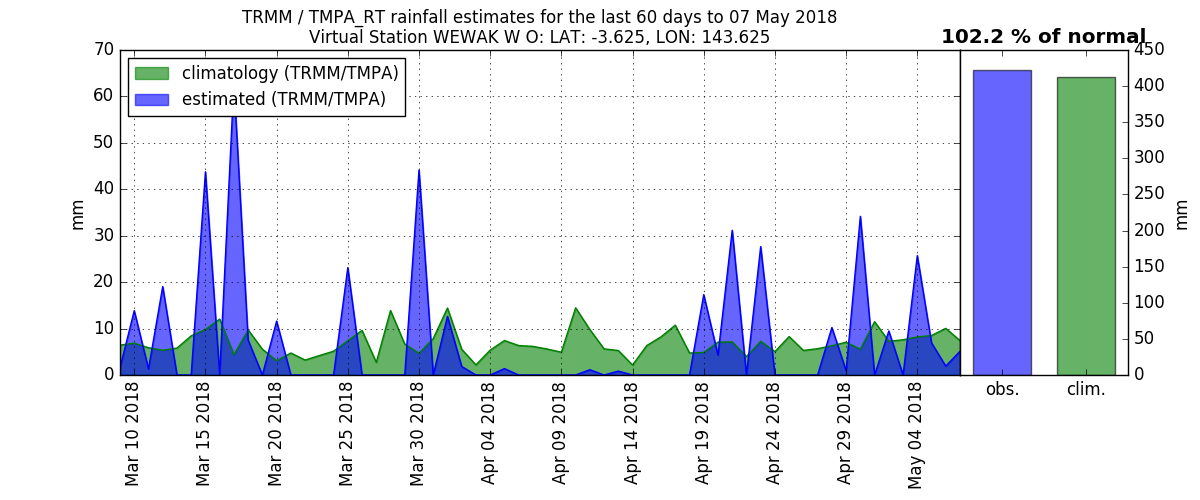 TRMM / TMPA_RT rainfall estimates for the last 60 days to 07 May 2018
Virtual Station WEWAK W O: LAT: -3.625, LON: 143.625
102.2 % of normal
climatology (TRMM/TMPA)
estimated (TRMM/TMPA)
70
60
50
40
30
20
10
0
mm
450
400
350
300
250
200
150
100
50
0
mm
Mar 10 2018
Mar 15 2018
Mar 20 2018
Mar 25 2018
Mar 30 2018
Apr 04 2018
Apr 09 2018
Apr 14 2018
Apr 19 2018
Apr 24 2018
Apr 29 2018
May 04 2018
obs.
clim.